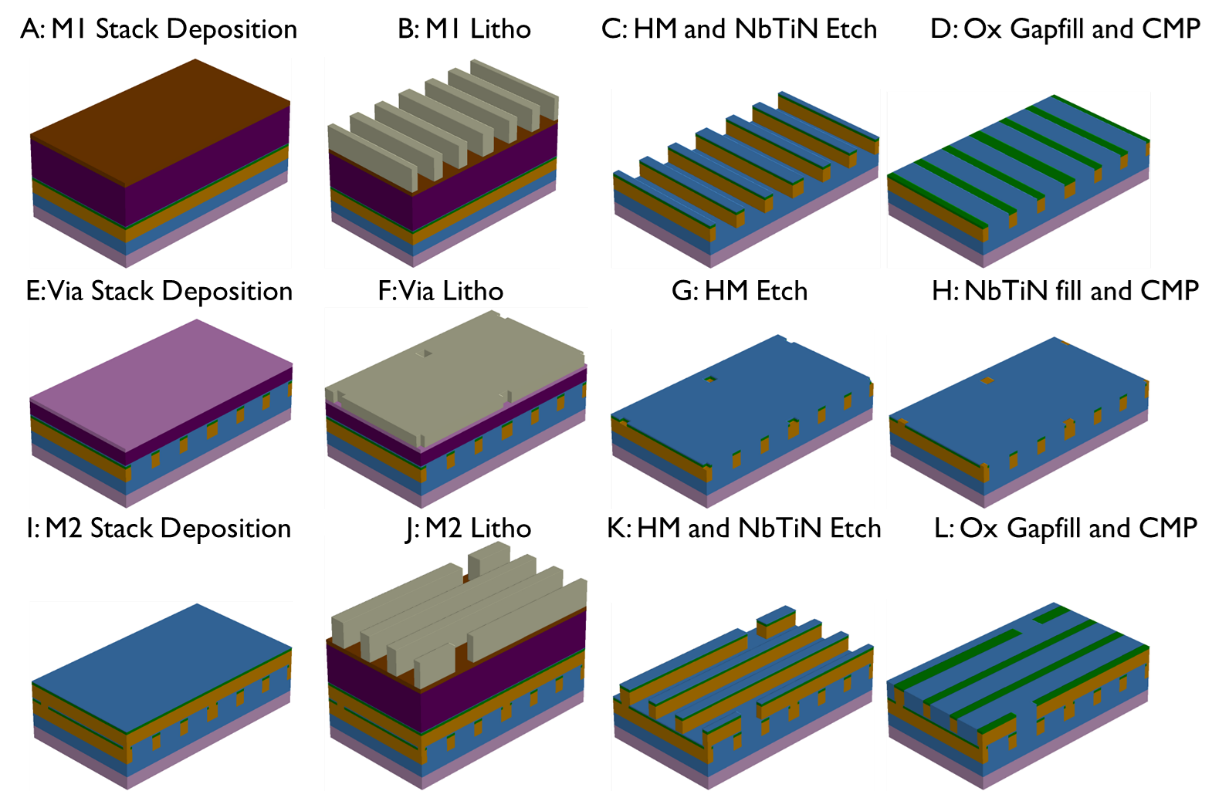 A: M1 Stack Deposition
B: M1 Litho
C: HM and NbTiN Etch
D: Ox Gapfill and CMP
E: Via Stack Deposition
F: Via Litho
G: HM Etch
H: NbTiN fill and CMP
I: M2 Stack Deposition
J: M2 Litho
K: HM and NbTiN Etch
L: Ox Gapfill and CMP